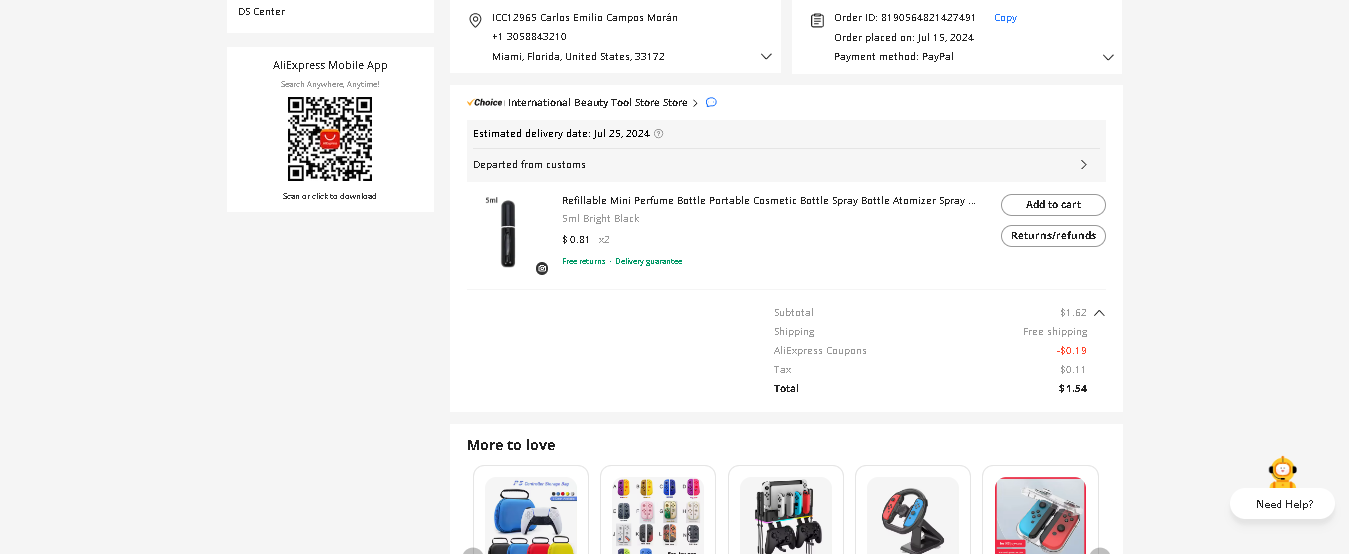 DS Center
AliExpress Mobile App
Search Anywhere, Anytime!
Scan or click to download
ICC12965 Carlos Emilio Campos Morán
+1 3058843210
Miami, Florida, United States, 33172
Order ID: 8190564821427491 Copy
Order placed on: Jul 15, 2024
Payment method: PayPal
Choice International Beauty Tool Store Store
Estimated delivery date: Jul 25, 2024
Departed from customs
5ml
Refillable Mini Perfume Bottle Portable Cosmetic Bottle Spray Bottle Atomizer Spray ...
5ml Bright Black
$0.81 x2
Free returns · Delivery guarantee
Add to cart
Returns/refunds
Subtotal $1.62
Shipping Free shipping
AliExpress Coupons -$0.19
Tax $0.11
Total $1.54
More to love
Controller Storage Bag
Need Help?